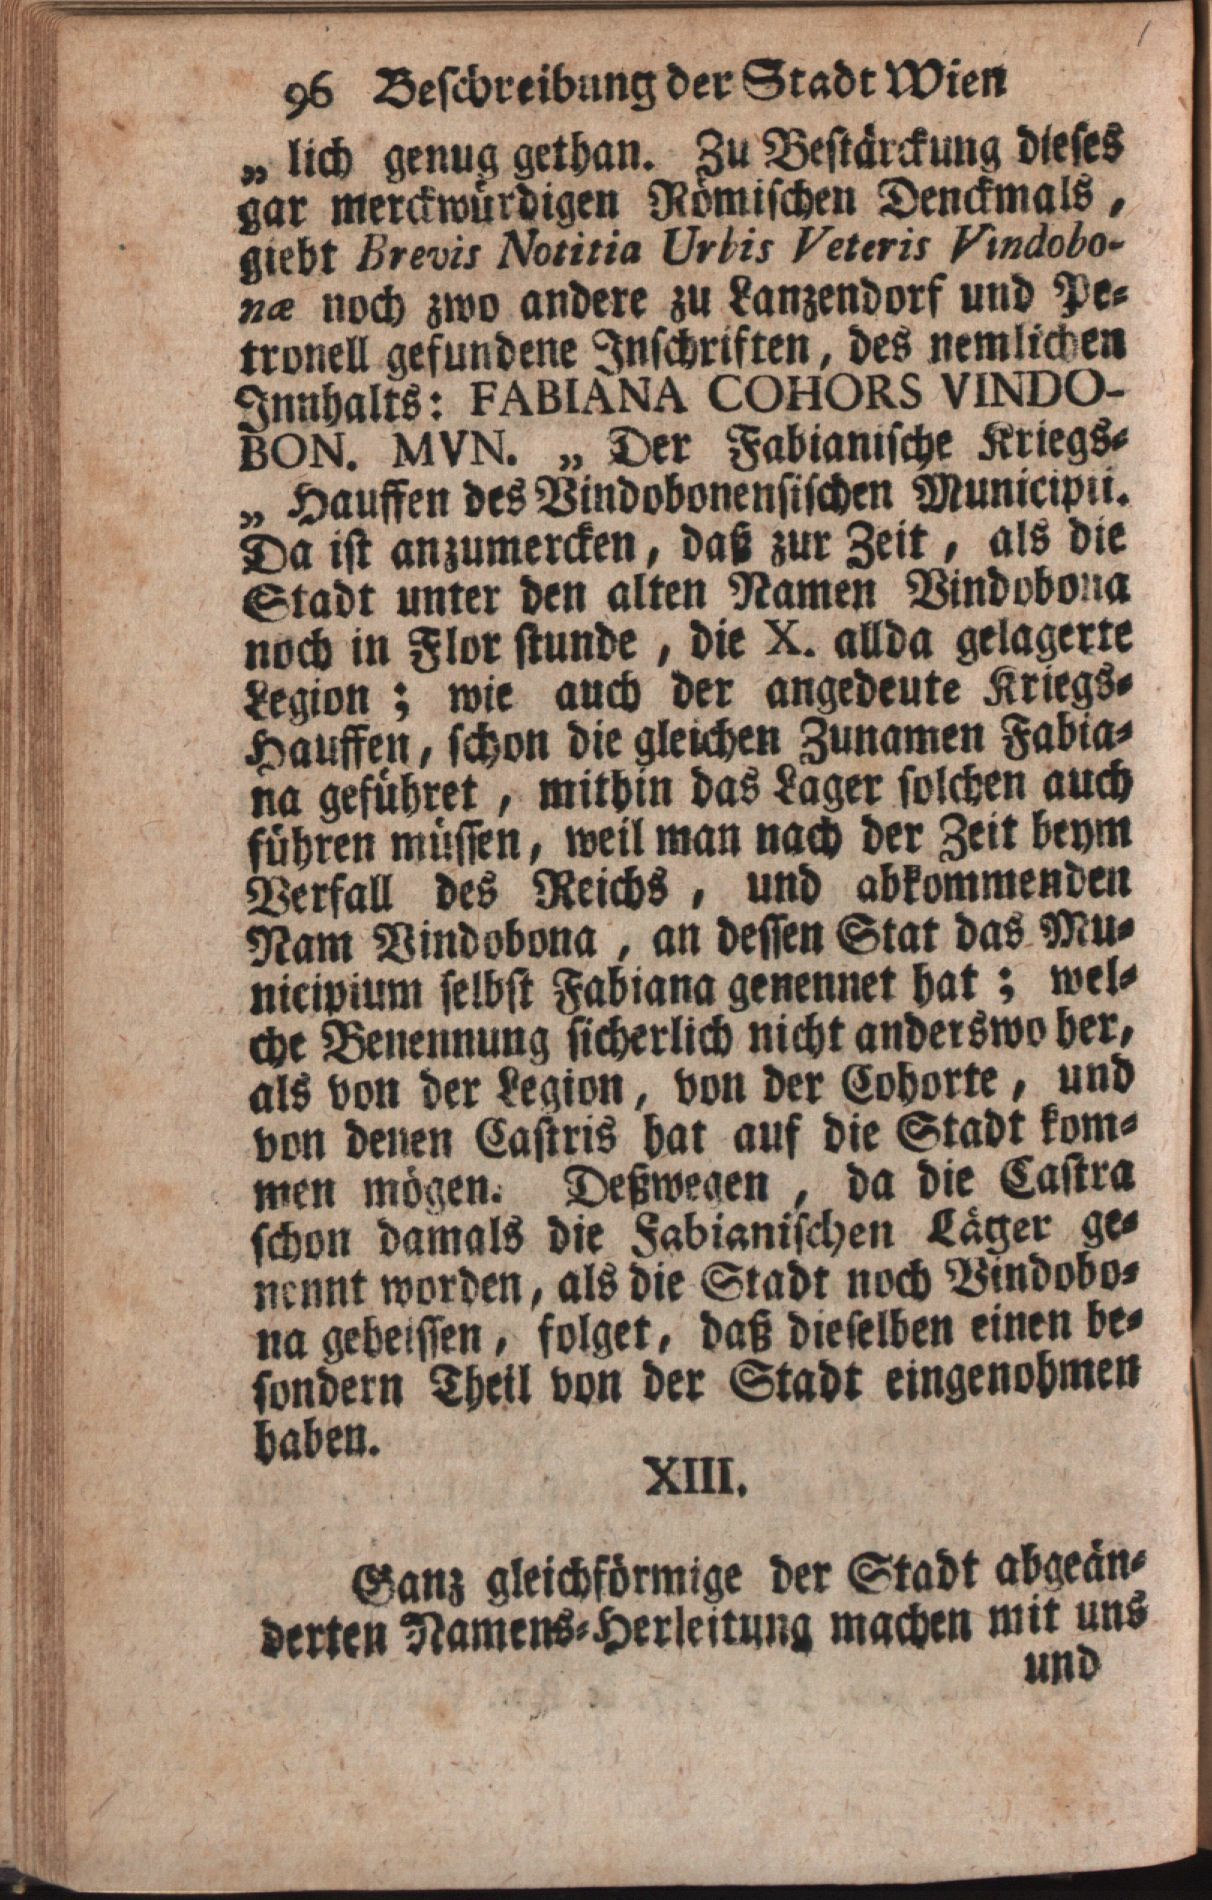 96 Beschreibung der Stadt Wien
„ lich genug gethan. Zu Bestärckung dieses
gar merckwürdigen Römischen Denckmals,
giebt Brevis Notitia Urbis Veteris Vindobo-
næ noch zwo andere zu Lanzendorf und Pe-
tronell gefundene Inschriften, des nemlichen
Innhalts: FABIANA COHORS VINDO-
BON. MVN. „ Der Fabianische Kriegs-
„ Hauffen des Vindobonensischen Municipii.
Da ist anzumercken, daß zur Zeit, als die
Stadt unter den alten Namen Vindobona
noch in Flor stunde, die X. allda gelagerte
Legion; wie auch der angedeute Kriegs-
Hauffen, schon die gleichen Zunamen Fabia-
na geführet, mithin das Lager solchen auch
führen müssen, weil man nach der Zeit beym
Verfall des Reichs, und abkommenden
Nam Vindobona, an dessen Stat das Mu-
nicipium selbst Fabiana genennet hat; wel-
che Benennung sicherlich nicht anderswo her,
als von der Legion, von der Cohorte, und
von denen Castris hat auf die Stadt kom-
men mögen. Deßwegen, da die Castra
schon damals die Fabianischen Läger ge-
nennt worden, als die Stadt noch Vindobo-
na geheissen, folget, daß dieselben einen be-
sondern Theil von der Stadt eingenohmen
haben.
XIII.
Ganz gleichförmige der Stadt abgeän-
derten Namens-Herleitung machen mit uns
und